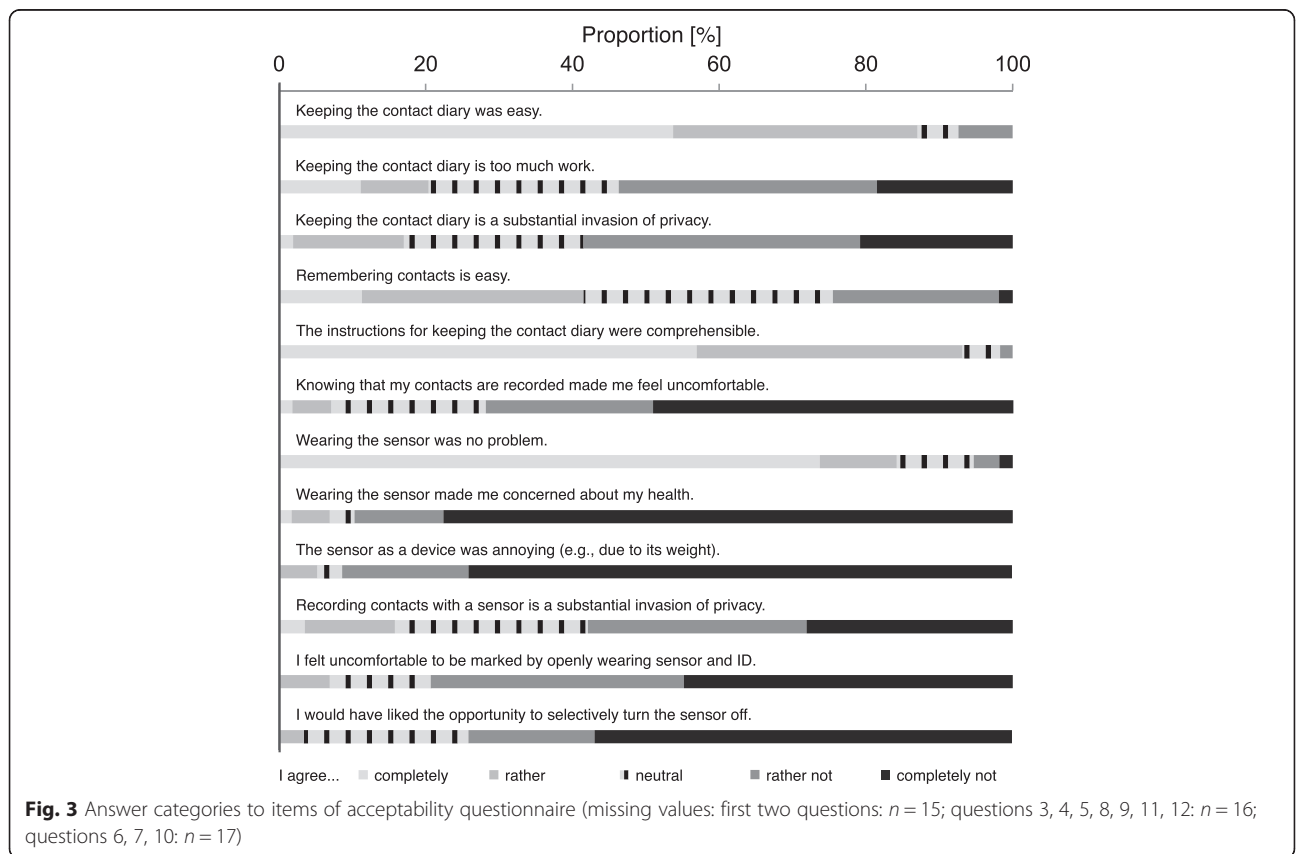 Proportion [%]
0 20 40 60 80 100
Keeping the contact diary was easy.
Keeping the contact diary is too much work.
Keeping the contact diary is a substantial invasion of privacy.
Remembering contacts is easy.
The instructions for keeping the contact diary were comprehensible.
Knowing that my contacts are recorded made me feel uncomfortable.
Wearing the sensor was no problem.
Wearing the sensor made me concerned about my health.
The sensor as a device was annoying (e.g., due to its weight).
Recording contacts with a sensor is a substantial invasion of privacy.
I felt uncomfortable to be marked by openly wearing sensor and ID.
I would have liked the opportunity to selectively turn the sensor off.
I agree... completely rather neutral rather not completely not
Fig. 3 Answer categories to items of acceptability questionnaire (missing values: first two questions: n = 15; questions 3, 4, 5, 8, 9, 11, 12: n = 16;
questions 6, 7, 10: n = 17)